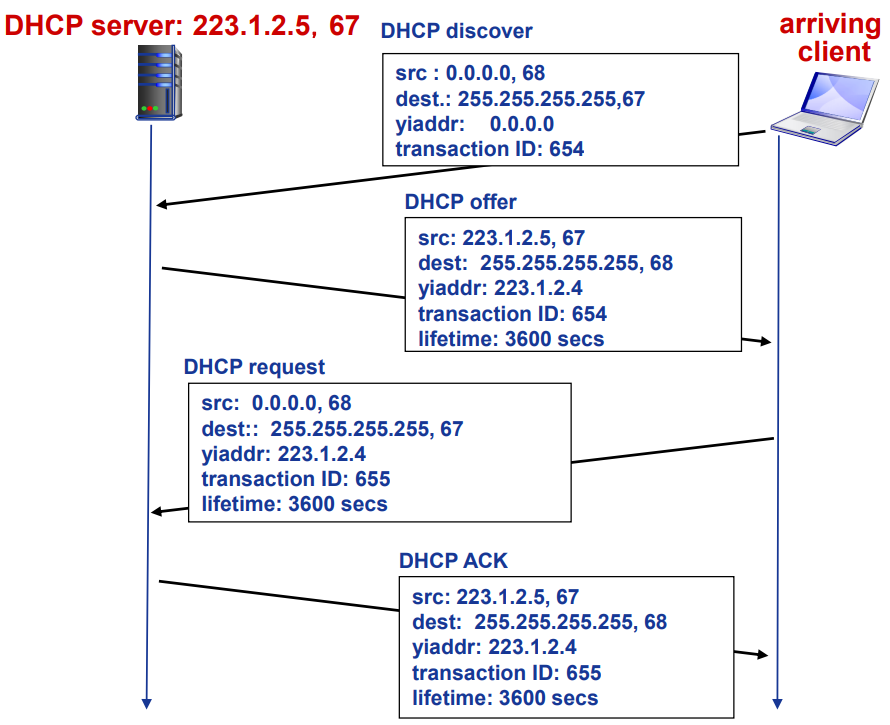 DHCP server: 223.1.2.5, 67
DHCP discover
arriving
client
src : 0.0.0.0, 68
dest.: 255.255.255.255,67
yiaddr: 0.0.0.0
transaction ID: 654
DHCP offer
src: 223.1.2.5, 67
dest: 255.255.255.255, 68
yiaddr: 223.1.2.4
transaction ID: 654
lifetime: 3600 secs
DHCP request
src: 0.0.0.0, 68
dest:: 255.255.255.255, 67
yiaddr: 223.1.2.4
transaction ID: 655
lifetime: 3600 secs
DHCP ACK
src: 223.1.2.5, 67
dest: 255.255.255.255, 68
yiaddr: 223.1.2.4
transaction ID: 655
lifetime: 3600 secs